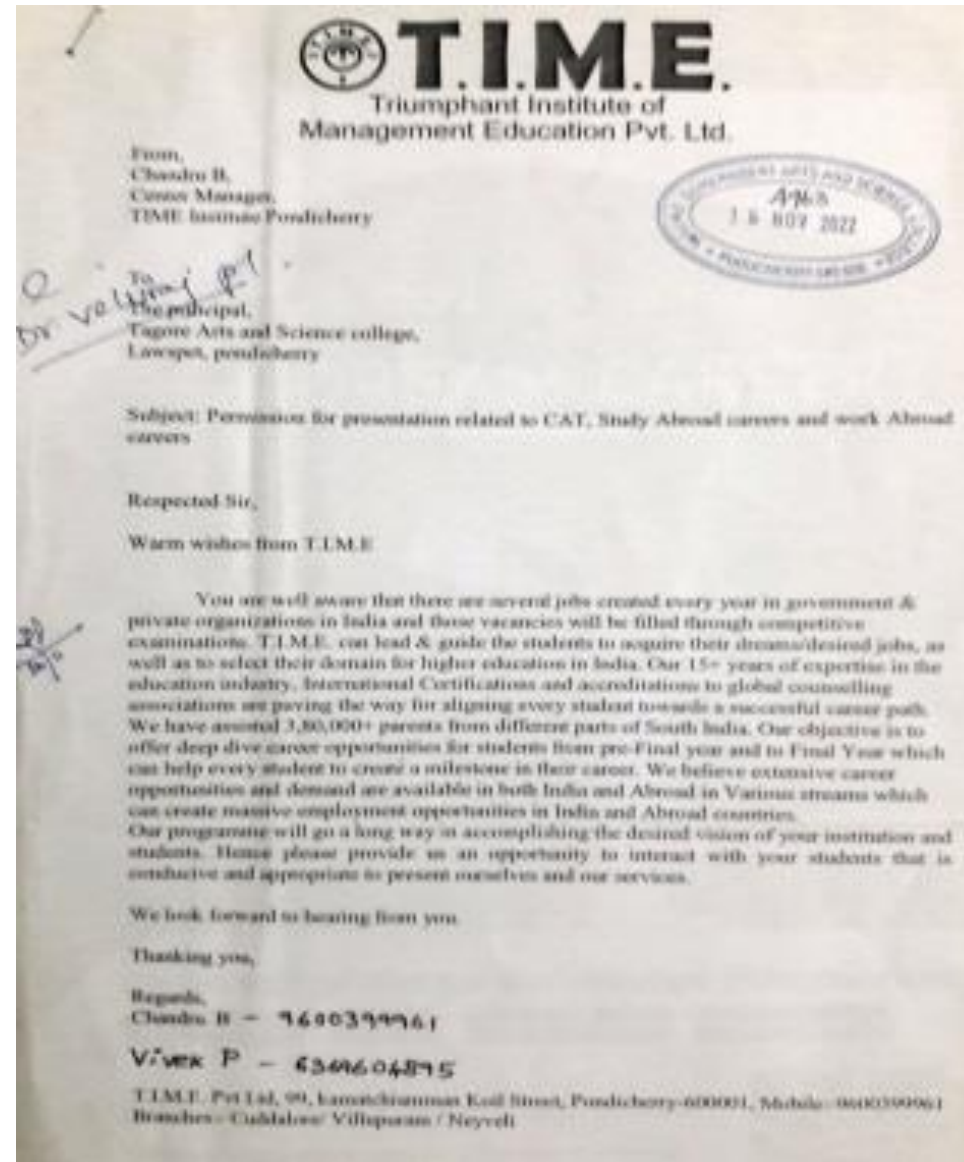 T.I.M.E.
Triumphant Institute of
Management Education Pvt. Ltd.
From,
Chandru B,
Center Manager,
TIME Institute Pondicherry
16 NOV 2022
To
The principal,
Dr Velmraj
Tagore Arts and Science college,
Lawspet, pondicherry
Subject: Permission for presentation related to CAT, Study Abroad careers and work Abroad
careers
Respected Sir,
Warm wishes from T.I.M.E
You are well aware that there are several jobs created every year in government &
private organizations in India and those vacancies will be filled through competitive
examinations. T.I.M.E. can lead & guide the students to acquire their dreams/desired jobs, as
well as to select their domain for higher education in India. Our 15+ years of expertise in the
education industry, International Certifications and accreditations to global counselling
associations are paving the way for aligning every student towards a successful career path.
We have assisted 3,80,000+ parents from different parts of South India. Our objective is to
offer deep dive career opportunities for students from pre-Final year and to Final Year which
can help every student to create a milestone in their career. We believe extensive career
opportunities and demand are available in both India and Abroad in Various streams which
can create massive employment opportunities in India and Abroad countries.
Our programme will go a long way in accomplishing the desired vision of your institution and
students. Hence please provide us an opportunity to interact with your students that is
conducive and appropriate to present ourselves and our services.
We look forward to hearing from you.
Thanking you,
Regards,
Chandru B - 9600399961
Vivek P - 6369604895
T.I.M.E. Pvt Ltd, 99, kamatchiamman Koil Street, Pondicherry-600001, Mobile:-9600399961
Branches:- Cuddalore/ Villupuram / Neyveli